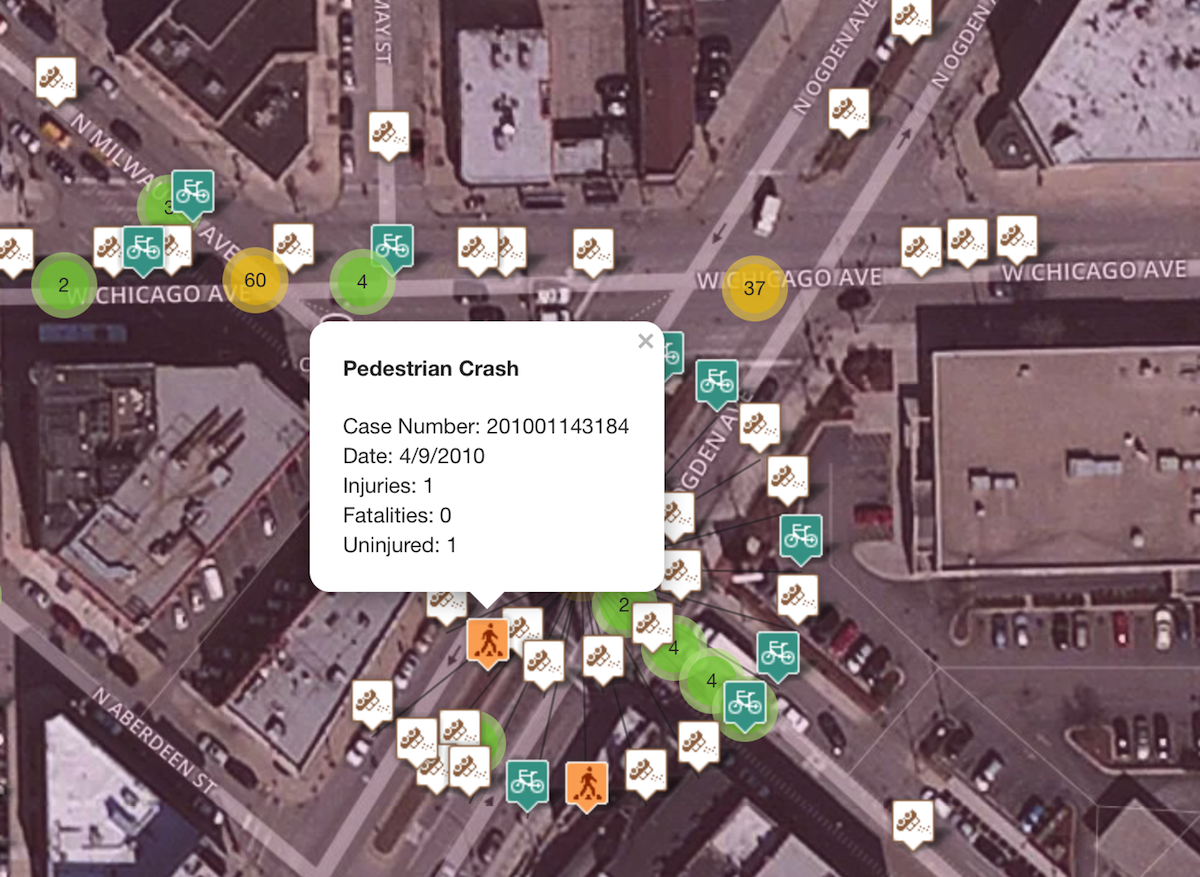 MAY ST
N OGDEN AVE
N OGDEN A
N MILWAU
AVE
3
2
W CHICAGO AVE
60
4
W CHICAGO AVE
37
W CHICAGO AVE
×
Pedestrian Crash
Case Number: 201001143184
Date: 4/9/2010
Injuries: 1
Fatalities: 0
Uninjured: 1
OGDEN AV
2
4
4
N ABERDEEN ST